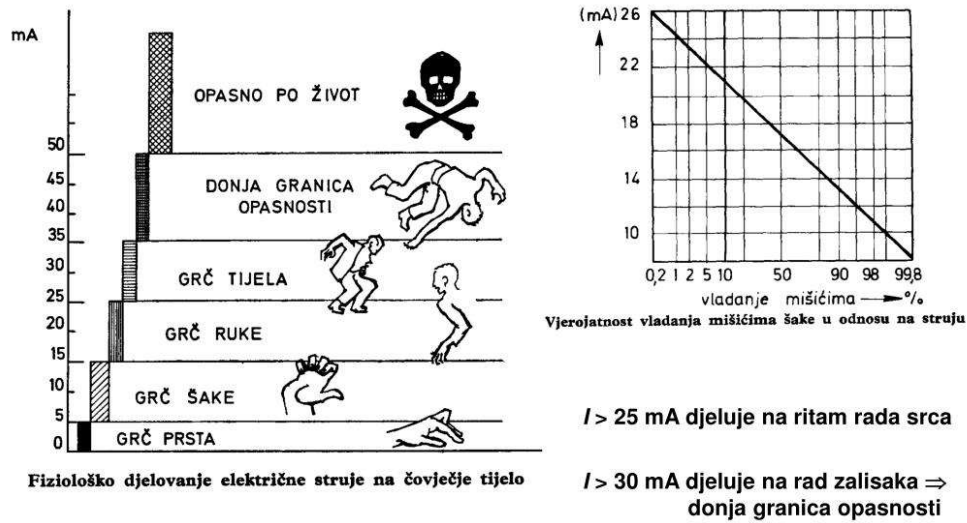 mA
OPASNO PO ŽIVOT
50
45
DONJA GRANICA
OPASNOSTI
40
35
30
GRČ TIJELA
25
20
GRČ RUKE
15
10
GRČ ŠAKE
5
GRČ PRSTA
0
Fiziološko djelovanje električne struje na čovječje tijelo
(mA) 26
22
18
14
10
0,2 1 2 5 10 50 90 98 99,8
vladanje mišićima %
Vjerojatnost vladanja mišićima šake u odnosu na struju
I > 25 mA djeluje na ritam rada srca
I > 30 mA djeluje na rad zalisaka ⇒
donja granica opasnosti